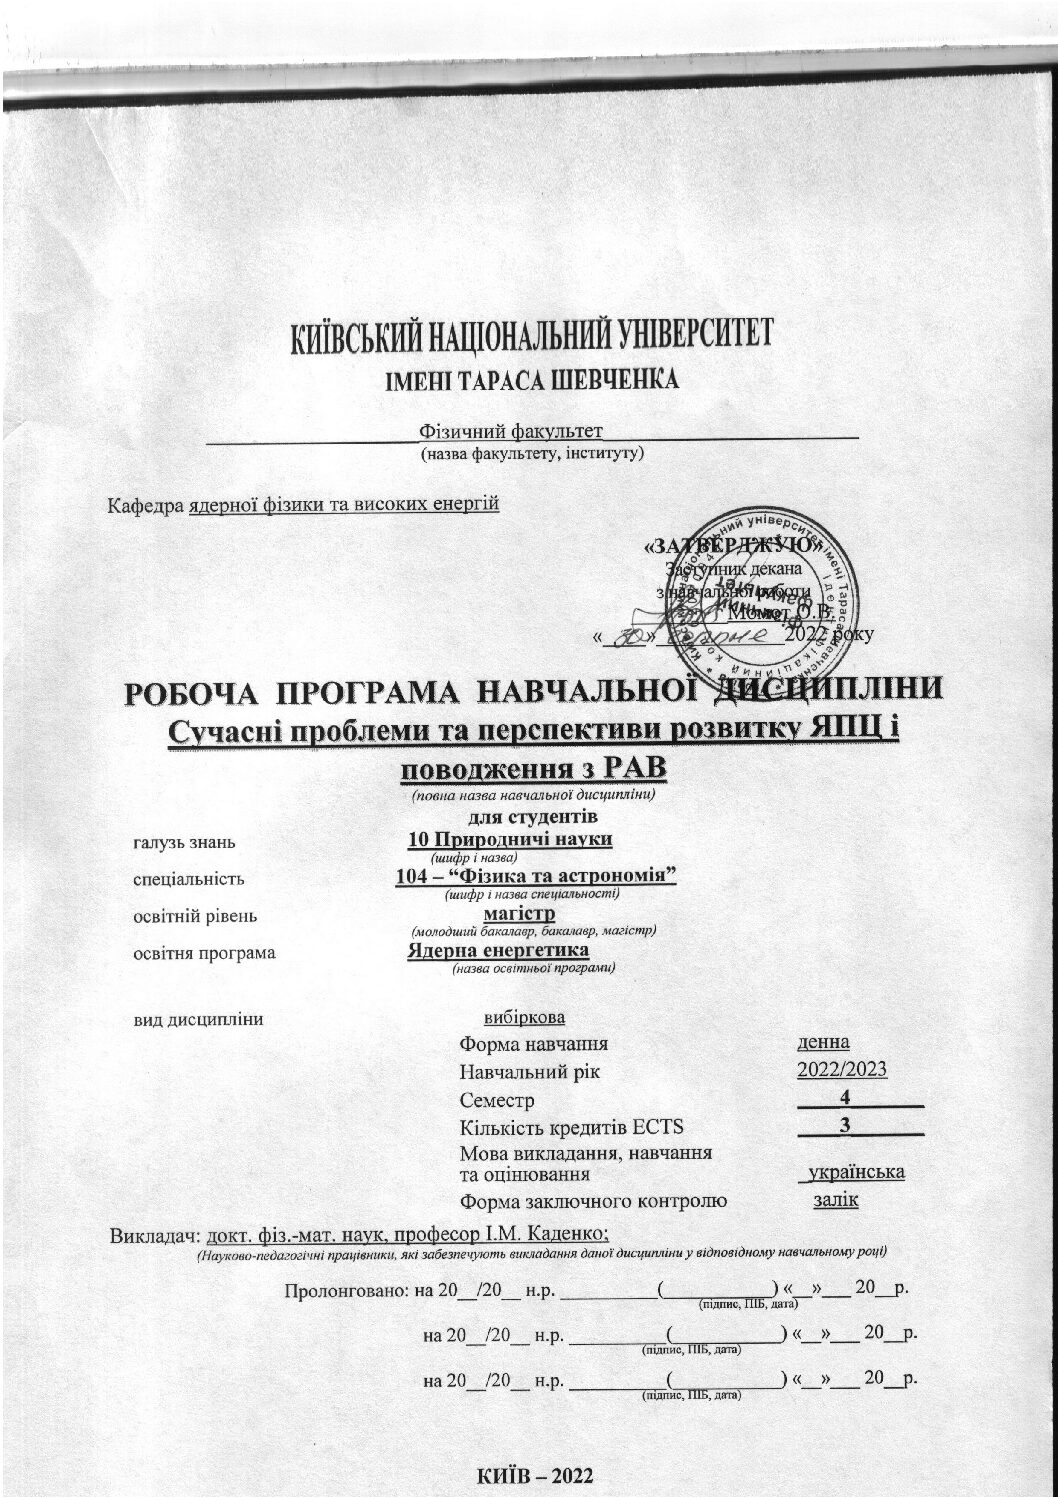 КИЇВСЬКИЙ НАЦІОНАЛЬНИЙ УНІВЕРСИТЕТ
ІМЕНІ ТАРАСА ШЕВЧЕНКА
Фізичний факультет
(назва факультету, інституту)
Кафедра ядерної фізики та високих енергій
«ЗАТВЕРДЖУЮ»
Заступник декана
з навчальної роботи
Момот О.В.
«30» 2022 року
РОБОЧА ПРОГРАМА НАВЧАЛЬНОЇ ДИСЦИПЛІНИ
Сучасні проблеми та перспективи розвитку ЯПЦ і
поводження з РАВ
(повна назва навчальної дисципліни)
для студентів
галузь знань 10 Природничі науки
(шифр і назва)
спеціальність 104 – “Фізика та астрономія”
(шифр і назва спеціальності)
освітній рівень магістр
(молодший бакалавр, бакалавр, магістр)
освітня програма Ядерна енергетика
(назва освітньої програми)
вид дисципліни вибіркова
Форма навчання денна
Навчальний рік 2022/2023
Семестр 4
Кількість кредитів ECTS 3
Мова викладання, навчання
та оцінювання українська
Форма заключного контролю залік
Викладач: докт. фіз.-мат. наук, професор І.М. Каденко;
(Науково-педагогічні працівники, які забезпечують викладання даної дисципліни у відповідному навчальному році)
Пролонговано: на 20__/20__ н.р. __________(___________) «__»___ 20__р.
(підпис, ПІБ, дата)
на 20__/20__ н.р. __________(___________) «__»___ 20__р.
(підпис, ПІБ, дата)
на 20__/20__ н.р. __________(___________) «__»___ 20__р.
(підпис, ПІБ, дата)
КИЇВ – 2022